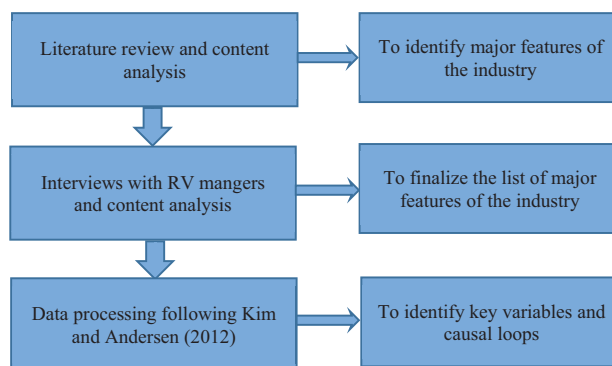 Literature review and content
analysis
To identify major features of
the industry
Interviews with RV mangers
and content analysis
To finalize the list of major
features of the industry
Data processing following Kim
and Andersen (2012)
To identify key variables and
causal loops